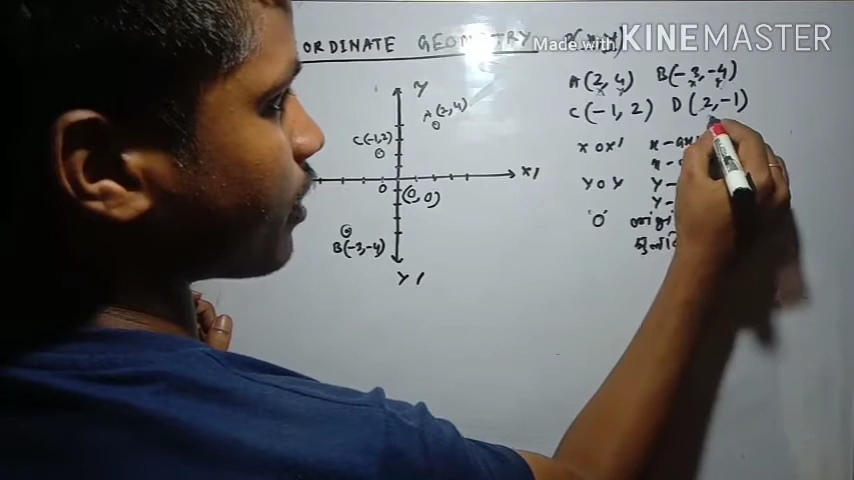 ORDINATE GEOMETRY P(x,y)
Made with KINEMASTER
A(2,4) B(-3,-4)
x y x y
C(-1,2) D(2,-1)
x o x'
x-
Y o Y
Y-
Y-
'O'
Y
A(2,4)
C(-1,2)
x'
O (0,0)
B(-3,-4)
Y'